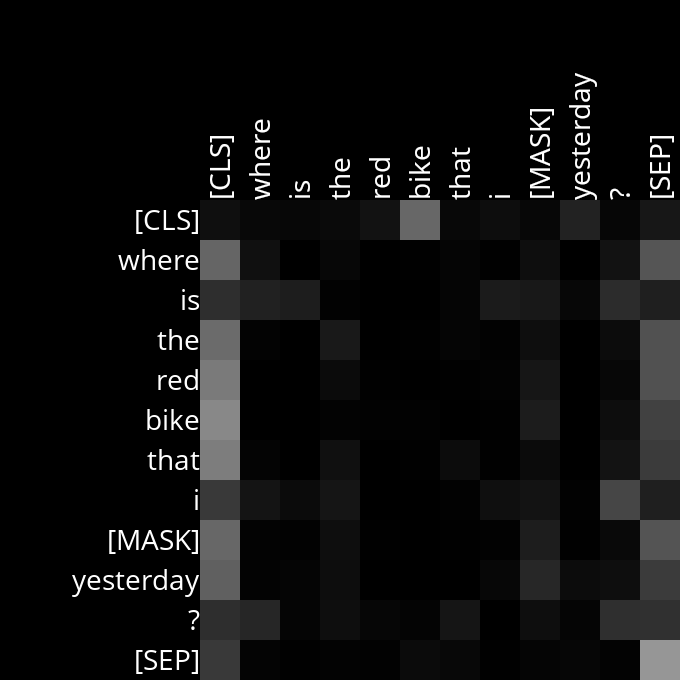 [CLS]
where
is
the
red
bike
that
i
[MASK]
yesterday
?
[SEP]
[CLS]
where
is
the
red
bike
that
i
[MASK]
yesterday
?
[SEP]